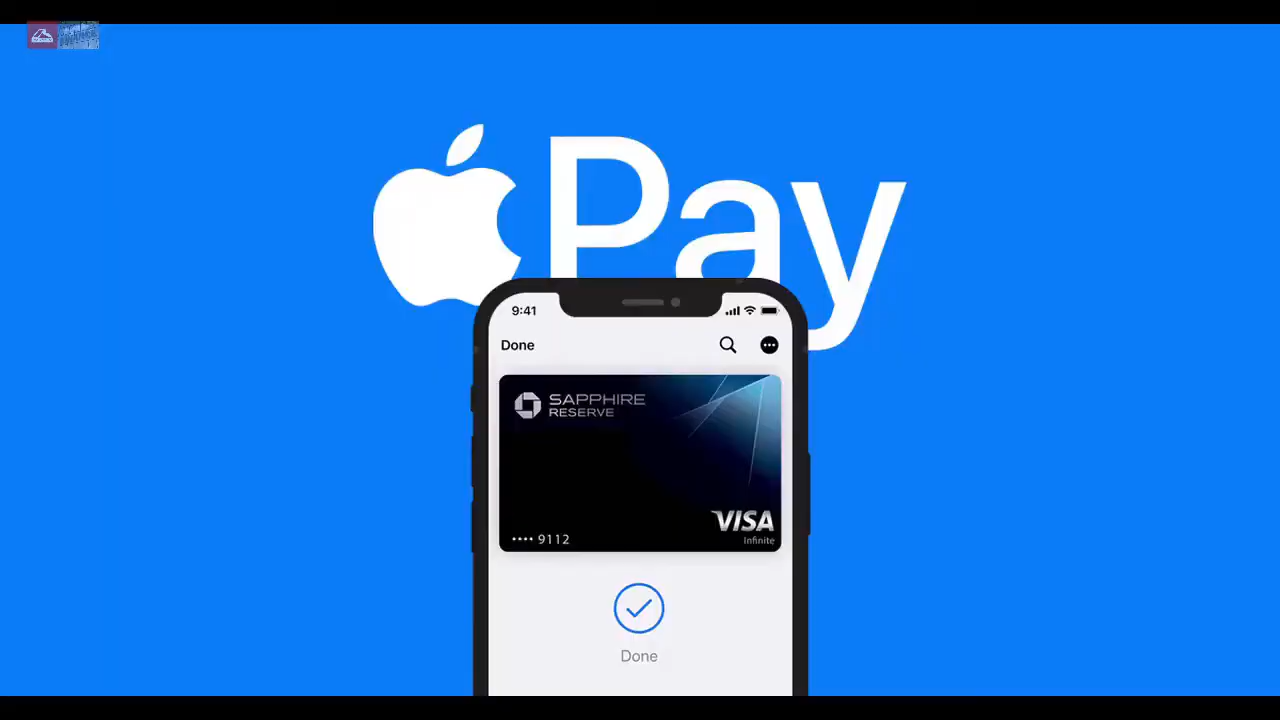 Pay
9:41
Done
SAPPHIRE
RESERVE
VISA
Infinite
•••• 9112
Done